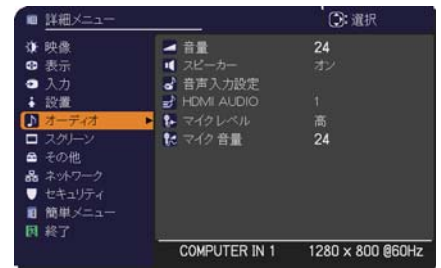 詳細メニュー 選択
映像
表示
入力
設置
オーディオ
スクリーン
その他
ネットワーク
セキュリティ
簡単メニュー
終了
音量 24
スピーカー オン
音声入力設定
HDMI AUDIO 1
マイクレベル 高
マイク音量 24
COMPUTER IN 1 1280 x 800 @60Hz